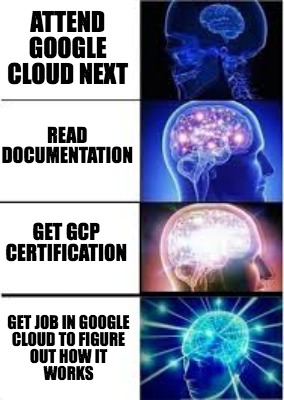 ATTEND
GOOGLE
CLOUD NEXT
READ
DOCUMENTATION
GET GCP
CERTIFICATION
GET JOB IN GOOGLE
CLOUD TO FIGURE
OUT HOW IT
WORKS